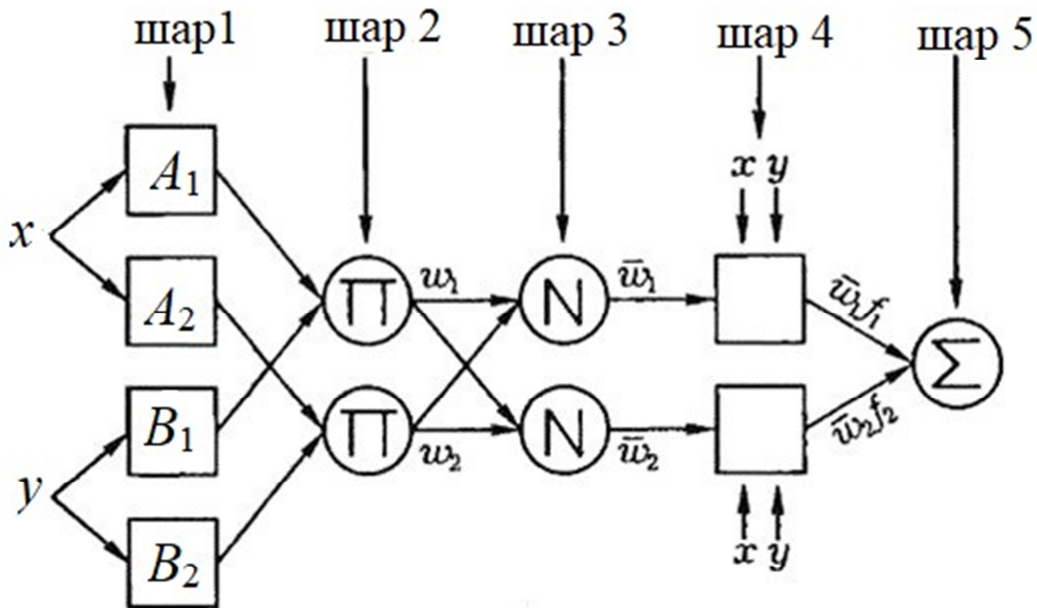 шар1 шар 2 шар 3 шар 4 шар 5
x y
A₁
x
A₂
Π w₁ N w̄₁ w̄₁f₁
Σ
B₁
Π w₂ N w̄₂ w̄₂f₂
y
B₂
x y